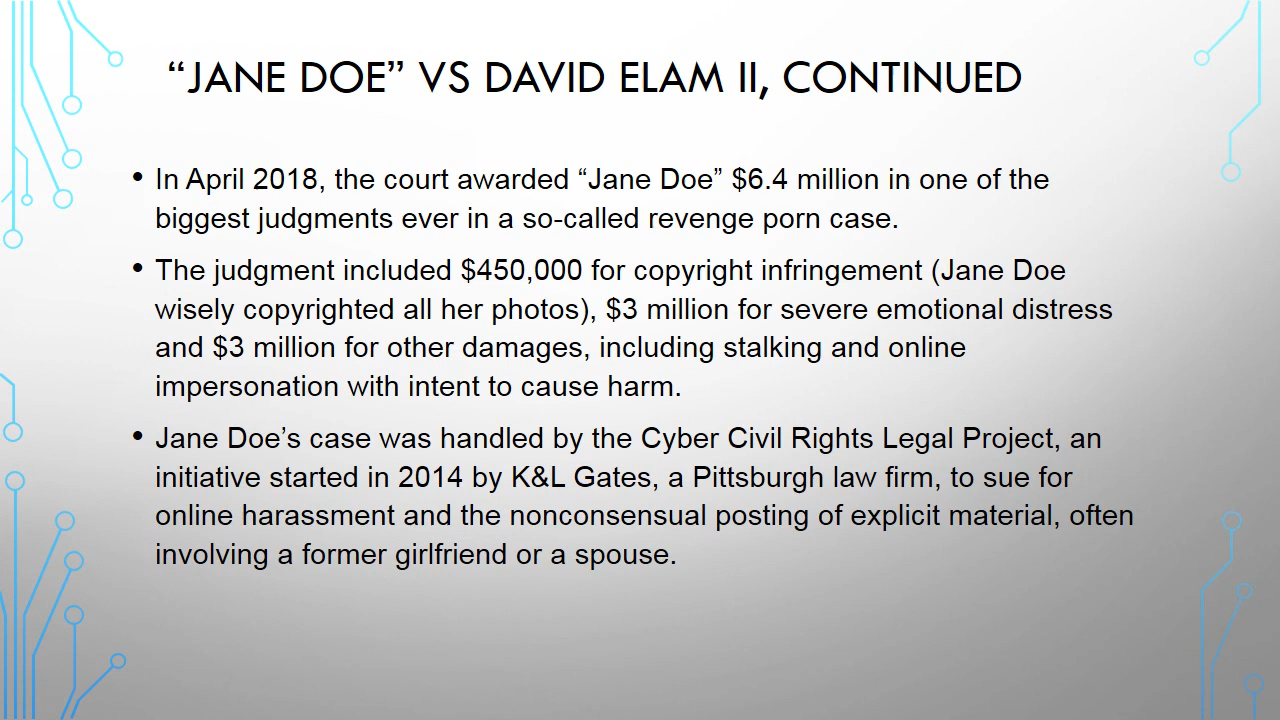 “JANE DOE” VS DAVID ELAM II, CONTINUED
• In April 2018, the court awarded “Jane Doe” $6.4 million in one of the
biggest judgments ever in a so-called revenge porn case.
• The judgment included $450,000 for copyright infringement (Jane Doe
wisely copyrighted all her photos), $3 million for severe emotional distress
and $3 million for other damages, including stalking and online
impersonation with intent to cause harm.
• Jane Doe’s case was handled by the Cyber Civil Rights Legal Project, an
initiative started in 2014 by K&L Gates, a Pittsburgh law firm, to sue for
online harassment and the nonconsensual posting of explicit material, often
involving a former girlfriend or a spouse.